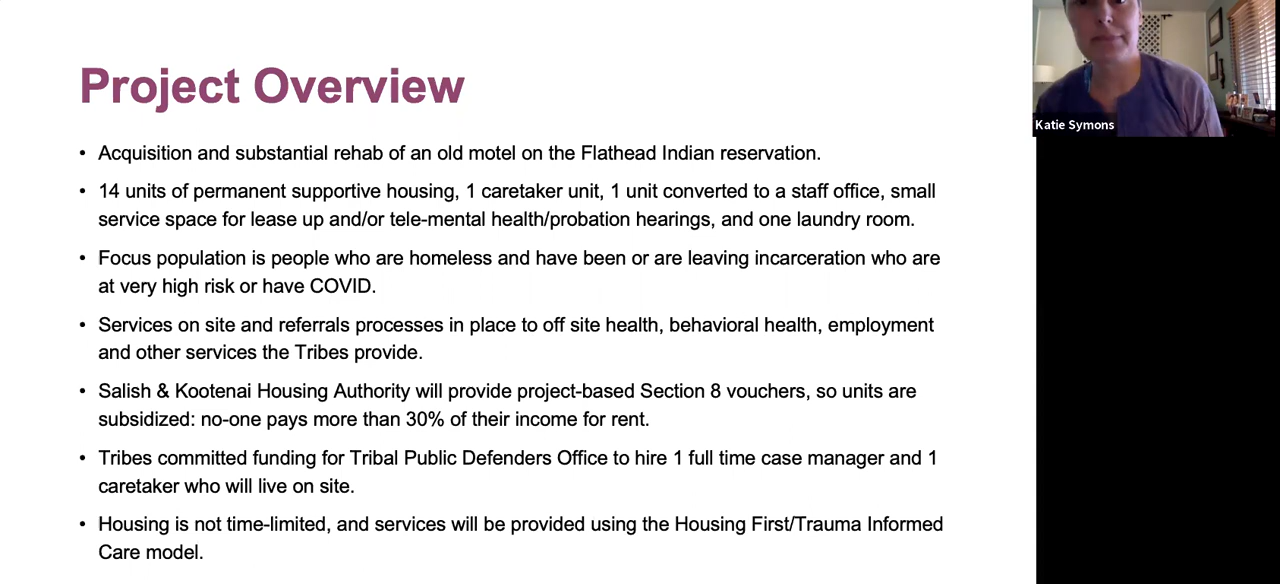 Project Overview
• Acquisition and substantial rehab of an old motel on the Flathead Indian reservation.
• 14 units of permanent supportive housing, 1 caretaker unit, 1 unit converted to a staff office, small
service space for lease up and/or tele-mental health/probation hearings, and one laundry room.
• Focus population is people who are homeless and have been or are leaving incarceration who are
at very high risk or have COVID.
• Services on site and referrals processes in place to off site health, behavioral health, employment
and other services the Tribes provide.
• Salish & Kootenai Housing Authority will provide project-based Section 8 vouchers, so units are
subsidized: no-one pays more than 30% of their income for rent.
• Tribes committed funding for Tribal Public Defenders Office to hire 1 full time case manager and 1
caretaker who will live on site.
• Housing is not time-limited, and services will be provided using the Housing First/Trauma Informed
Care model.
Katie Symons